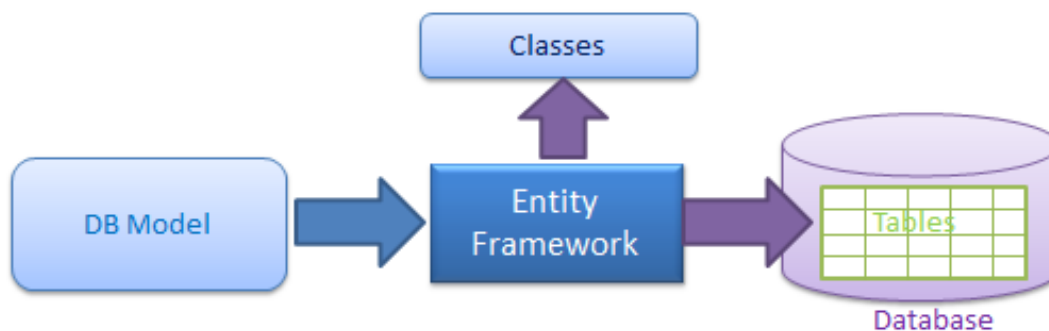 Classes
DB Model
Entity
Framework
Tables
Database